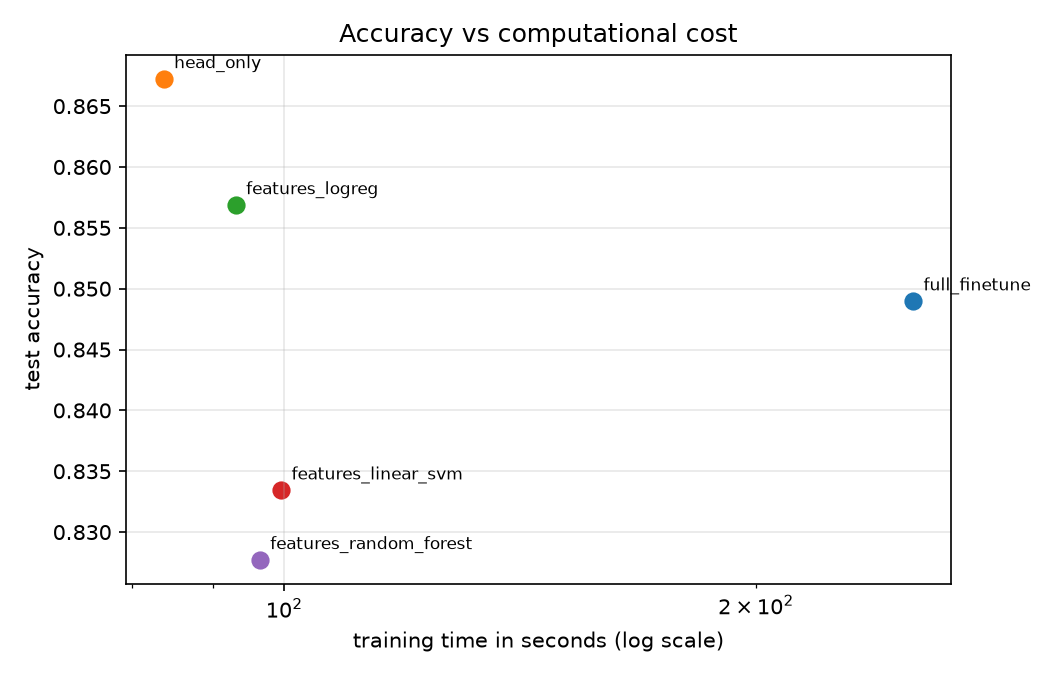 Accuracy vs computational cost
head_only
0.865
0.860
features_logreg
0.855
full_finetune
0.850
0.845
0.840
features_linear_svm
0.835
0.830
features_random_forest
test accuracy
10²
2 × 10²
training time in seconds (log scale)